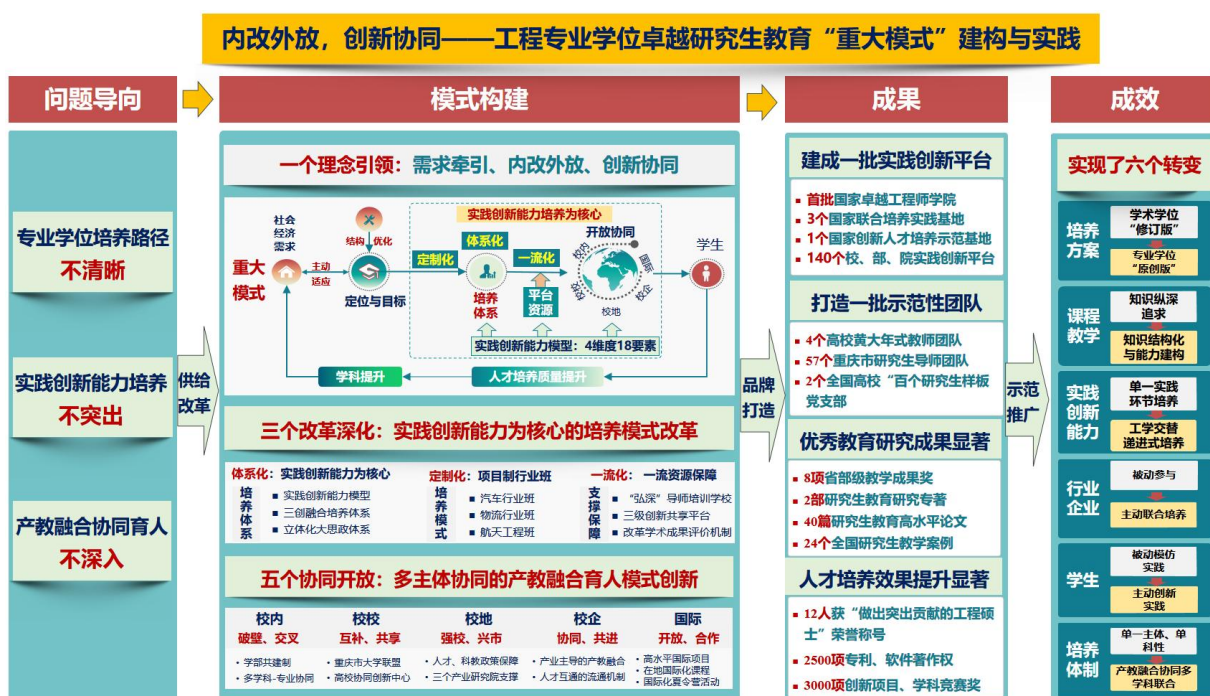 内改外放，创新协同——工程专业学位卓越研究生教育“重大模式”建构与实践
问题导向
专业学位培养路径
不清晰
实践创新能力培养
不突出
产教融合协同育人
不深入
供给
改革
模式构建
一个理念引领：需求牵引、内改外放、创新协同
实践创新能力培养为核心
社会
经济
需求
重大
模式
主动
适应
结构
优化
定位与目标
定制化
体系化
一流化
培养
体系
平台
资源
开放协同
校内
国际
校校
校企
校地
学生
实践创新能力模型：4维度18要素
学科提升
人才培养质量提升
三个改革深化：实践创新能力为核心的培养模式改革
体系化：实践创新能力为核心
培养体系
▪ 实践创新能力模型
▪ 三创融合培养体系
▪ 立体化大思政体系
定制化：项目制行业班
培养模式
▪ 汽车行业班
▪ 物流行业班
▪ 航天工程班
一流化：一流资源保障
支撑保障
▪ “弘深”导师培训学校
▪ 三级创新共享平台
▪ 改革学术成果评价机制
五个协同开放：多主体协同的产教融合育人模式创新
校内
破壁、交叉
• 学部共建制
• 多学科-专业协同
校校
互补、共享
• 重庆市大学联盟
• 高校协同创新中心
校地
强校、兴市
• 人才、科教政策保障
• 三个产业研究院支撑
校企
协同、共进
• 产业主导的产教融合
• 人才互通的流通机制
国际
开放、合作
• 高水平国际项目
• 在地国际化课程
• 国际化夏令营活动
品牌
打造
成果
建成一批实践创新平台
▪ 首批国家卓越工程师学院
▪ 3个国家联合培养实践基地
▪ 1个国家创新人才培养示范基地
▪ 140个校、部、院实践创新平台
打造一批示范性团队
▪ 4个高校黄大年式教师团队
▪ 57个重庆市研究生导师团队
▪ 2个全国高校“百个研究生样板
党支部
优秀教育研究成果显著
▪ 8项省部级教学成果奖
▪ 2部研究生教育研究专著
▪ 40篇研究生教育高水平论文
▪ 24个全国研究生教学案例
人才培养效果提升显著
▪ 12人获“做出突出贡献的工程硕
士”荣誉称号
▪ 2500项专利、软件著作权
▪ 3000项创新项目、学科竞赛奖
示范
推广
成效
实现了六个转变
培养
方案
学术学位
“修订版”
专业学位
“原创版”
课程
教学
知识纵深
追求
知识结构化
与能力建构
实践
创新
能力
单一实践
环节培养
工学交替
递进式培养
行业
企业
被动参与
主动联合培养
学生
被动模仿
实践
主动创新
实践
培养
体制
单一主体、单
科性
产教融合协同多
学科联合